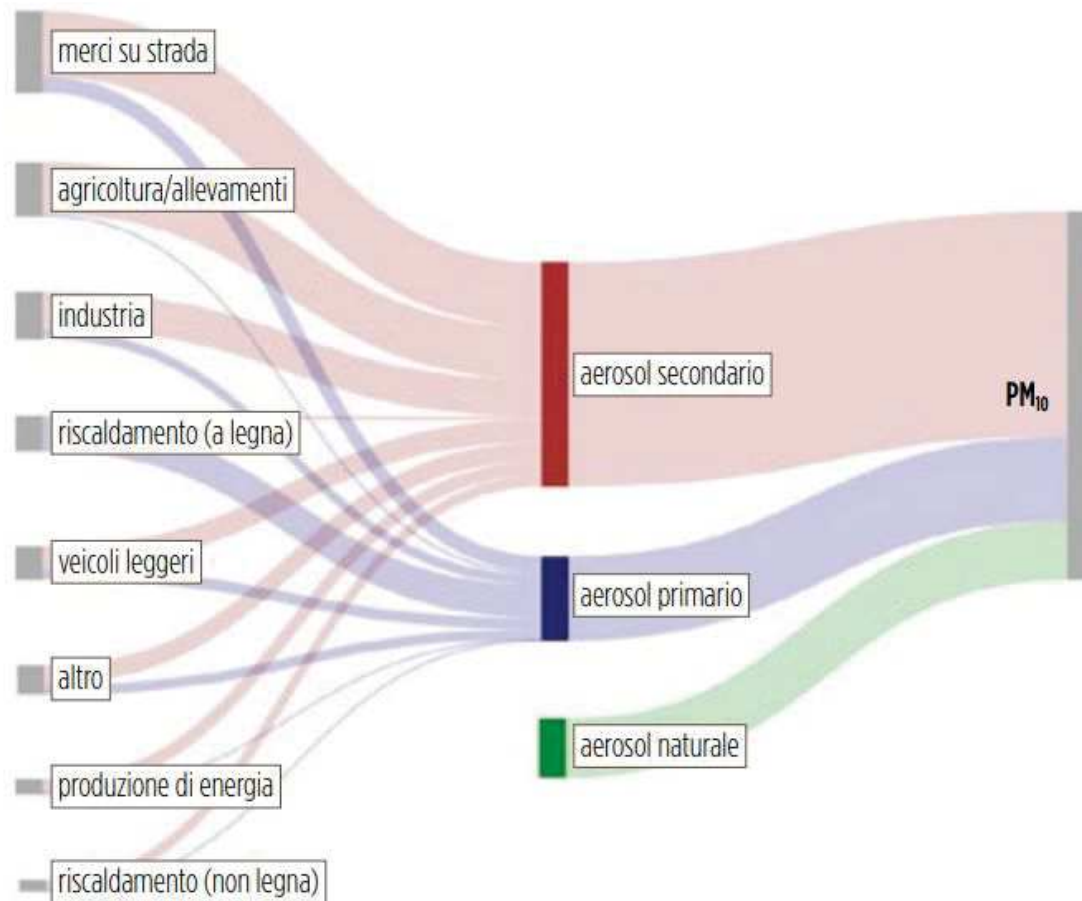 merci su strada
agricoltura/allevamenti
industria
riscaldamento (a legna)
veicoli leggeri
altro
produzione di energia
riscaldamento (non legna)
aerosol secondario
aerosol primario
aerosol naturale
PM₁₀